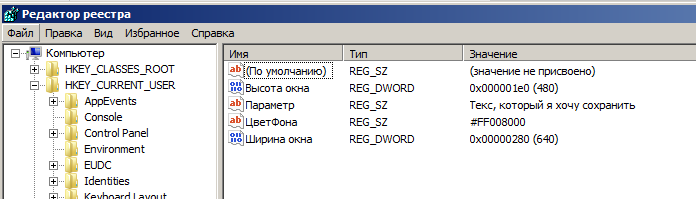 Редактор реестра
Файл Правка Вид Избранное Справка
Компьютер
HKEY_CLASSES_ROOT
HKEY_CURRENT_USER
AppEvents
Console
Control Panel
Environment
EUDC
Identities
Keyboard Layout
Имя Тип Значение
(По умолчанию) REG_SZ (значение не присвоено)
Высота окна REG_DWORD 0x000001e0 (480)
Параметр REG_SZ Текс, который я хочу сохранить
ЦветФона REG_SZ #FF008000
Ширина окна REG_DWORD 0x00000280 (640)